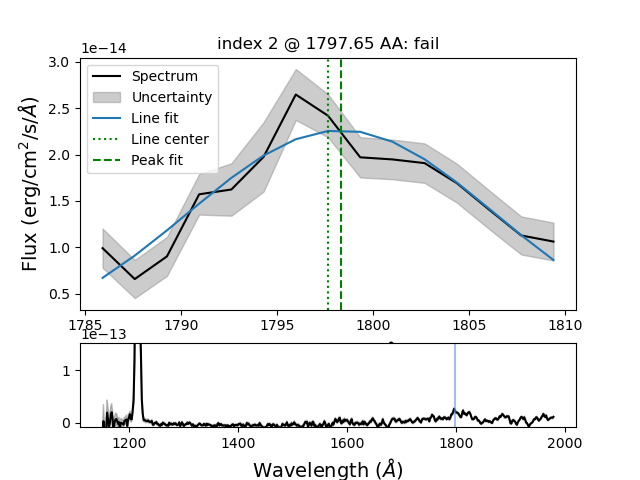 index 2 @ 1797.65 AA: fail
1e−14
3.0
2.5
2.0
1.5
1.0
0.5
Flux (erg/cm²/s/Å)
Spectrum
Uncertainty
Line fit
Line center
Peak fit
1785 1790 1795 1800 1805 1810
1e−13
1
0
1200 1400 1600 1800 2000
Wavelength (Å)